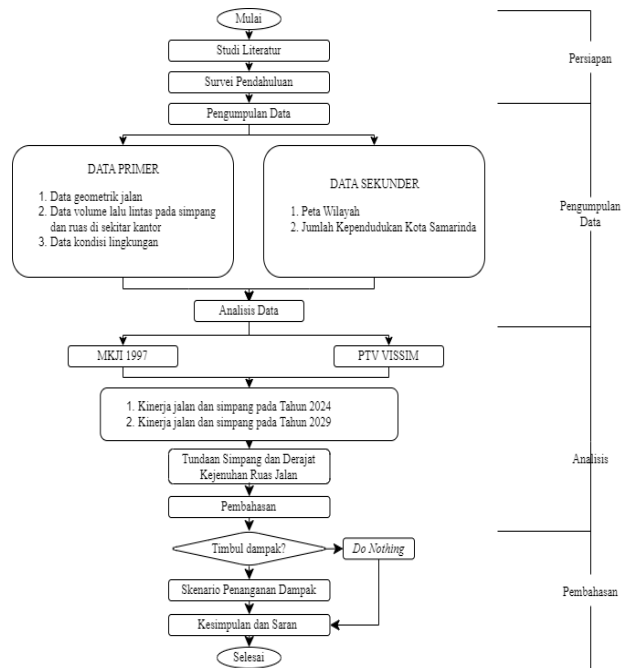 Mulai
Studi Literatur
Survei Pendahuluan
Persiapan
Pengumpulan Data
DATA PRIMER
1. Data geometrik jalan
2. Data volume lalu lintas pada simpang
dan ruas di sekitar kantor
3. Data kondisi lingkungan
DATA SEKUNDER
1. Peta Wilayah
2. Jumlah Kependudukan Kota Samarinda
Pengumpulan
Data
Analisis Data
MKJI 1997
PTV VISSIM
1. Kinerja jalan dan simpang pada Tahun 2024
2. Kinerja jalan dan simpang pada Tahun 2029
Tundaan Simpang dan Derajat
Kejenuhan Ruas Jalan
Analisis
Pembahasan
Timbul dampak?
Do Nothing
Skenario Penanganan Dampak
Pembahasan
Kesimpulan dan Saran
Selesai